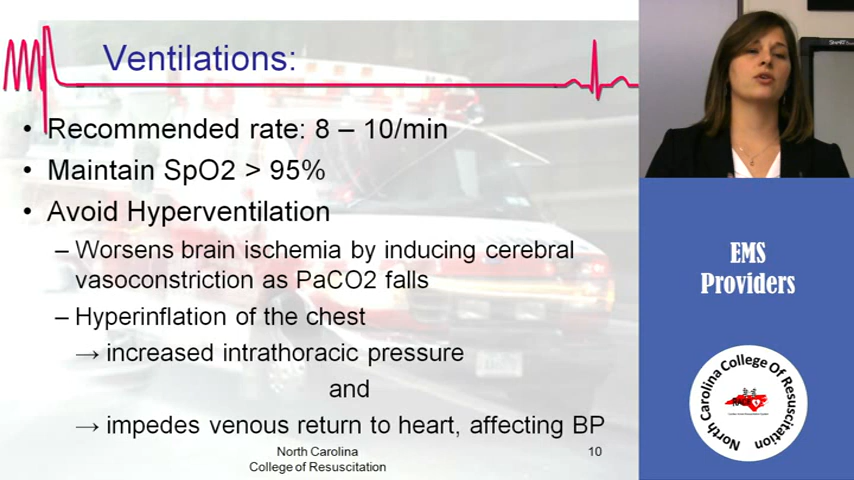 Ventilations:
• Recommended rate: 8 – 10/min
• Maintain SpO2 > 95%
• Avoid Hyperventilation
– Worsens brain ischemia by inducing cerebral
vasoconstriction as PaCO2 falls
– Hyperinflation of the chest
→ increased intrathoracic pressure
and
→ impedes venous return to heart, affecting BP
North Carolina
College of Resuscitation
10
EMS
Providers
North Carolina College Of Resuscitation